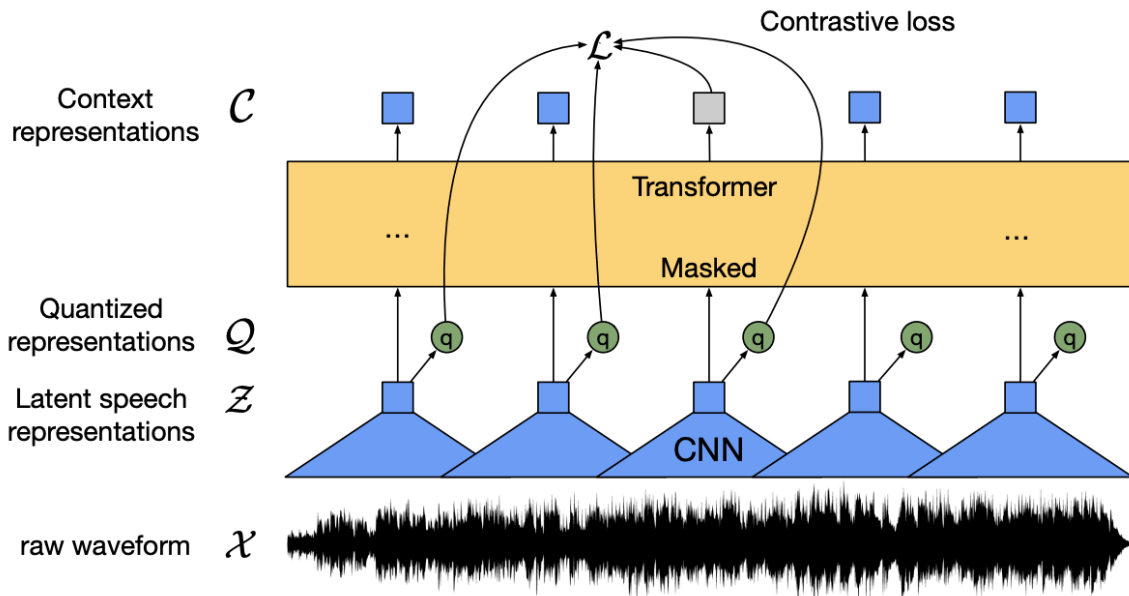 Contrastive loss
ℒ
Context
representations 𝒞
Transformer
... ...
Masked
Quantized
representations 𝒬
q q q q q
Latent speech
representations 𝒵
CNN
raw waveform 𝒳